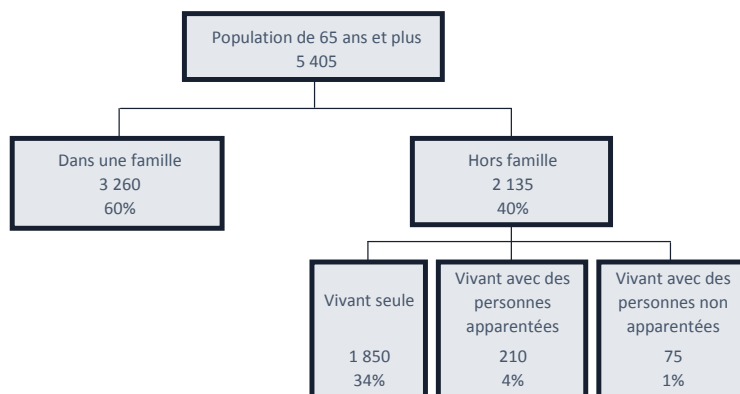 Population de 65 ans et plus
5 405
Dans une famille
3 260
60%
Hors famille
2 135
40%
Vivant seule
1 850
34%
Vivant avec des
personnes
apparentées
210
4%
Vivant avec des
personnes non
apparentées
75
1%